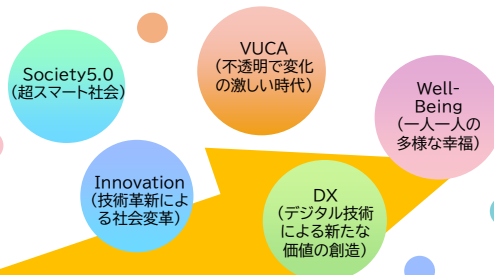 Society5.0
（超スマート社会）
VUCA
（不透明で変化
の激しい時代）
Well-
Being
（一人一人の
多様な幸福）
Innovation
（技術革新によ
る社会変革）
DX
（デジタル技術
による新たな
価値の創造）